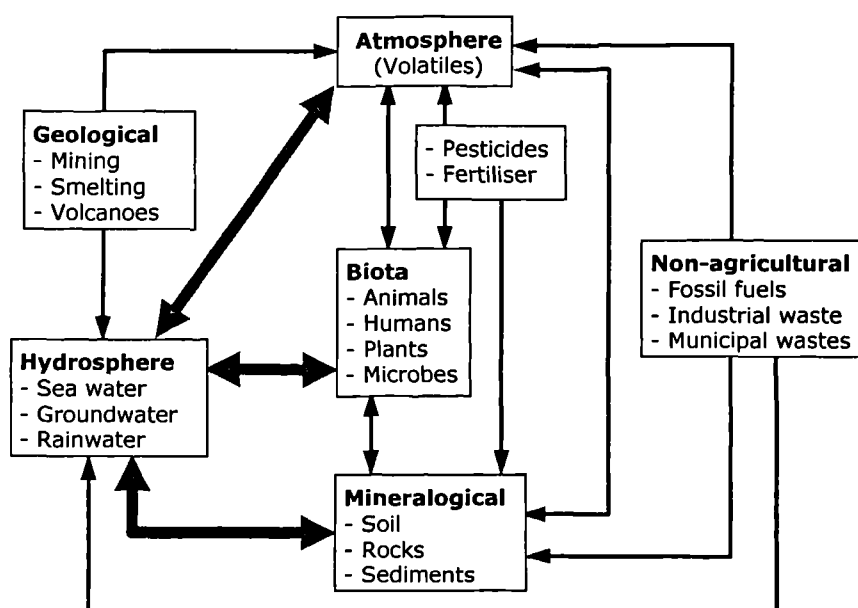 Atmosphere
(Volatiles)
Geological
- Mining
- Smelting
- Volcanoes
- Pesticides
- Fertiliser
Biota
- Animals
- Humans
- Plants
- Microbes
Non-agricultural
- Fossil fuels
- Industrial waste
- Municipal wastes
Hydrosphere
- Sea water
- Groundwater
- Rainwater
Mineralogical
- Soil
- Rocks
- Sediments